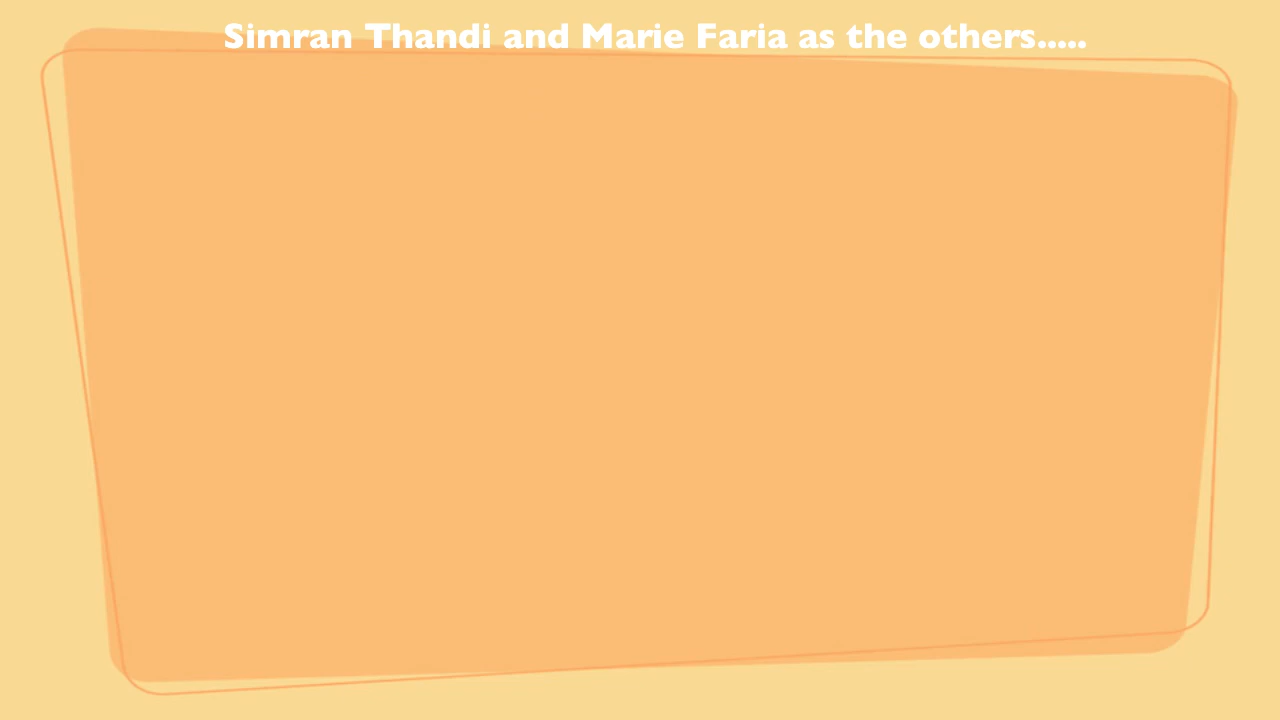 Simran Thandi and Marie Faria as the others.....